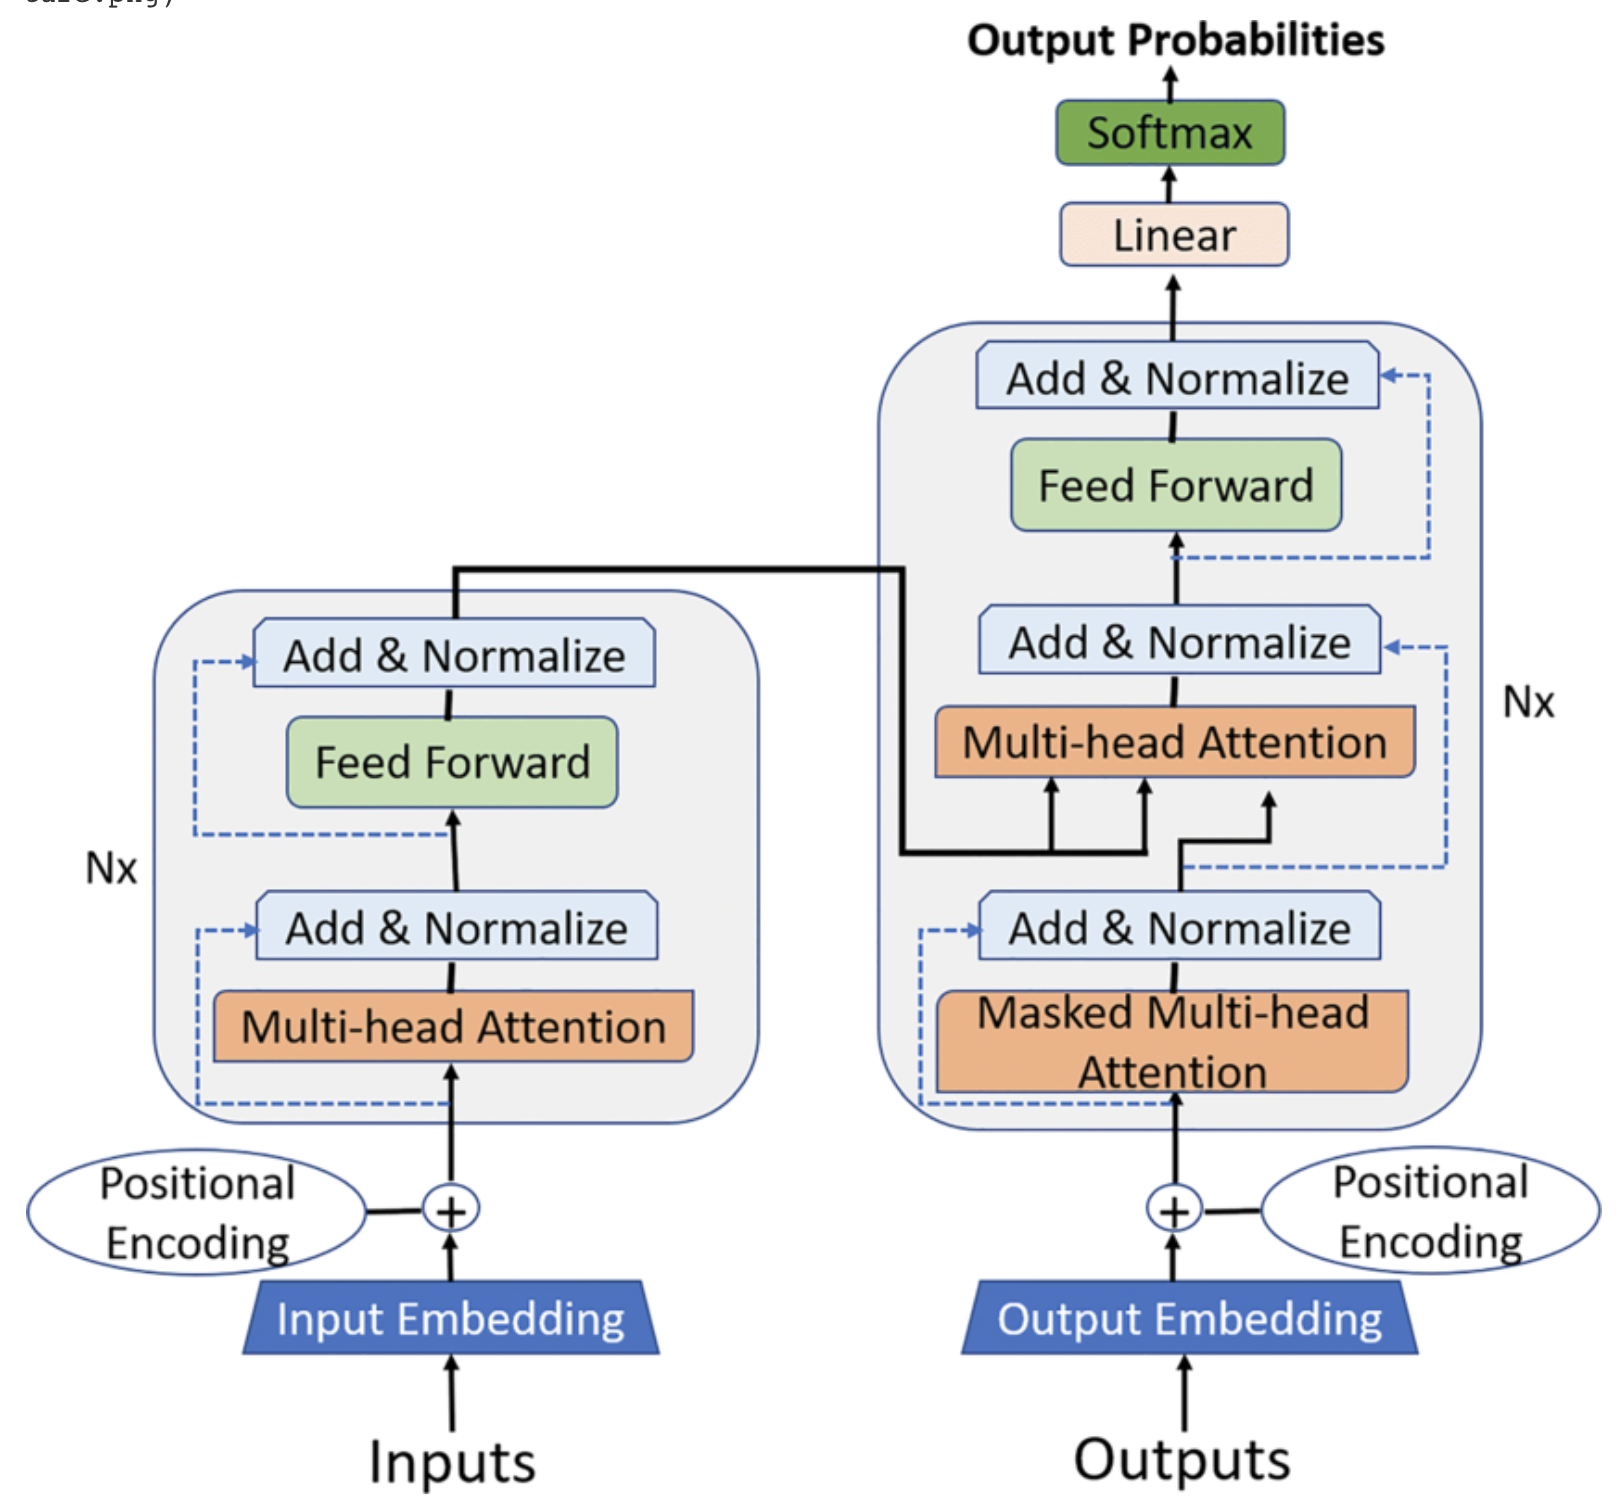 Output Probabilities
Softmax
Linear
Add & Normalize
Feed Forward
Add & Normalize
Multi-head Attention
Nx
Add & Normalize
Masked Multi-head
Attention
Positional
Encoding
+
Output Embedding
Outputs
Add & Normalize
Feed Forward
Nx
Add & Normalize
Multi-head Attention
Positional
Encoding
+
Input Embedding
Inputs